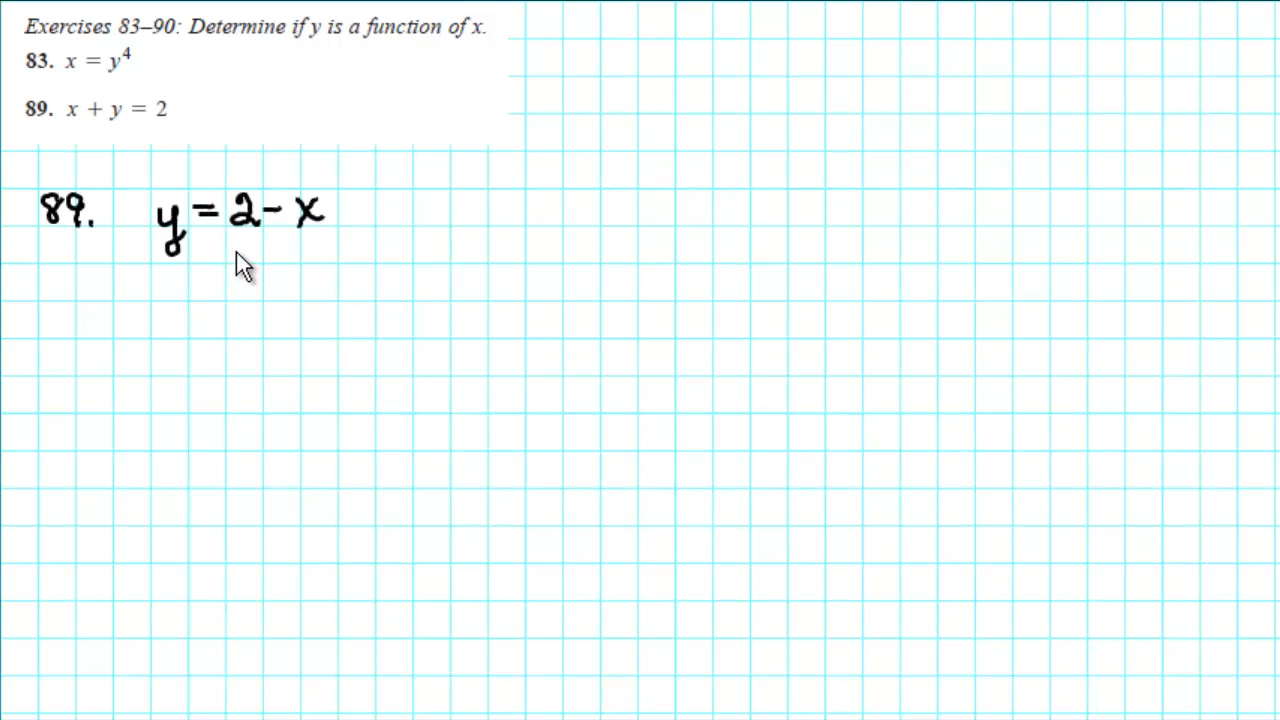 Exercises 83–90: Determine if y is a function of x.
83. x = y⁴
89. x + y = 2
89. y = 2 - x